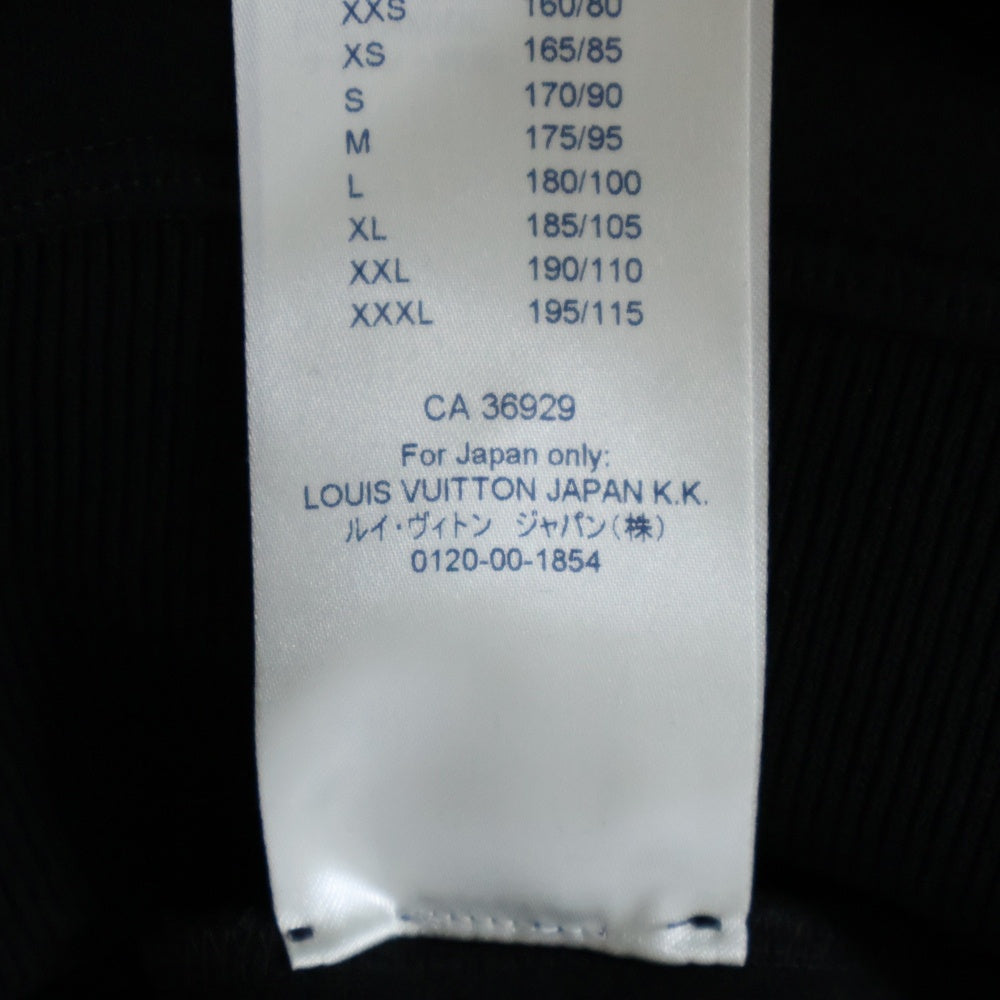 XXS 160/80
XS 165/85
S 170/90
M 175/95
L 180/100
XL 185/105
XXL 190/110
XXXL 195/115
CA 36929
For Japan only:
LOUIS VUITTON JAPAN K.K.
ルイ・ヴィトン ジャパン(株)
0120-00-1854